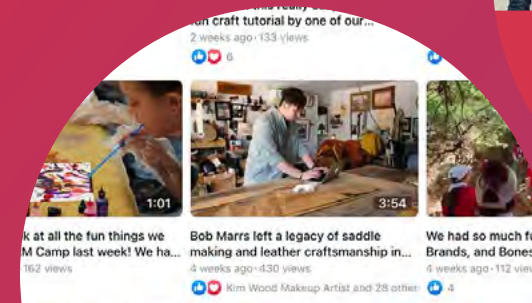 this really
fun craft tutorial by one of our...
2 weeks ago · 133 views
6
1:01
3:54
k at all the fun things we
M Camp last week! We ha...
162 views
Bob Marrs left a legacy of saddle
making and leather craftsmanship in...
4 weeks ago · 430 views
Kim Wood Makeup Artist and 28 other
We had so much f
Brands, and Bones
4 weeks ago · 112 view
4